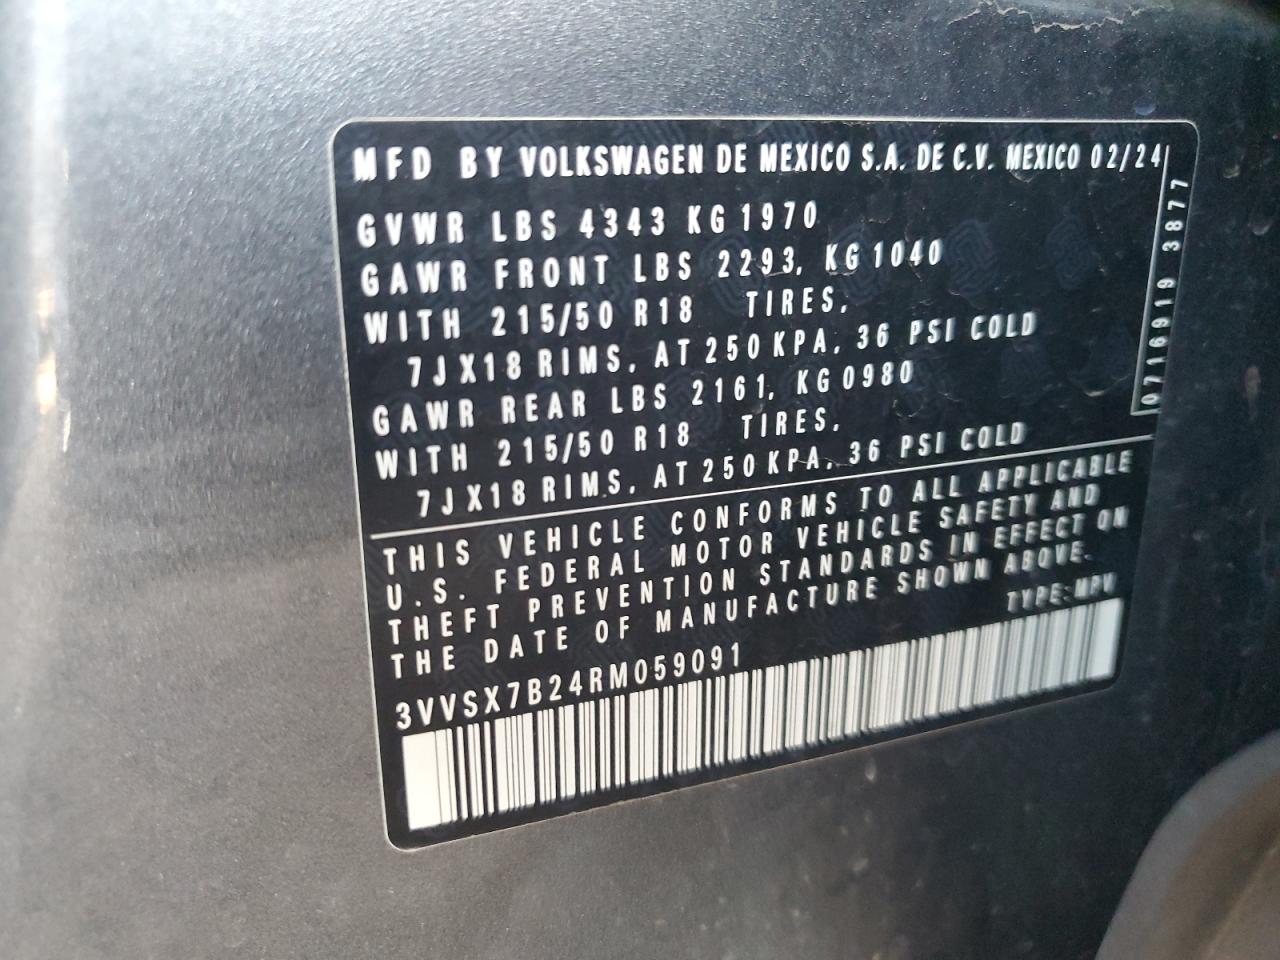 MFD BY VOLKSWAGEN DE MEXICO S.A. DE C.V. MEXICO 02/24
GVWR LBS 4343 KG 1970
GAWR FRONT LBS 2293, KG 1040
WITH 215/50 R18 TIRES,
7JX18 RIMS, AT 250 KPA, 36 PSI COLD
GAWR REAR LBS 2161, KG 0980
WITH 215/50 R18 TIRES,
7JX18 RIMS, AT 250 KPA, 36 PSI COLD
0716919 3877
THIS VEHICLE CONFORMS TO ALL APPLICABLE
U.S. FEDERAL MOTOR VEHICLE SAFETY AND
THEFT PREVENTION STANDARDS IN EFFECT ON
THE DATE OF MANUFACTURE SHOWN ABOVE.
TYPE:MPV
3VVSX7B24RM059091